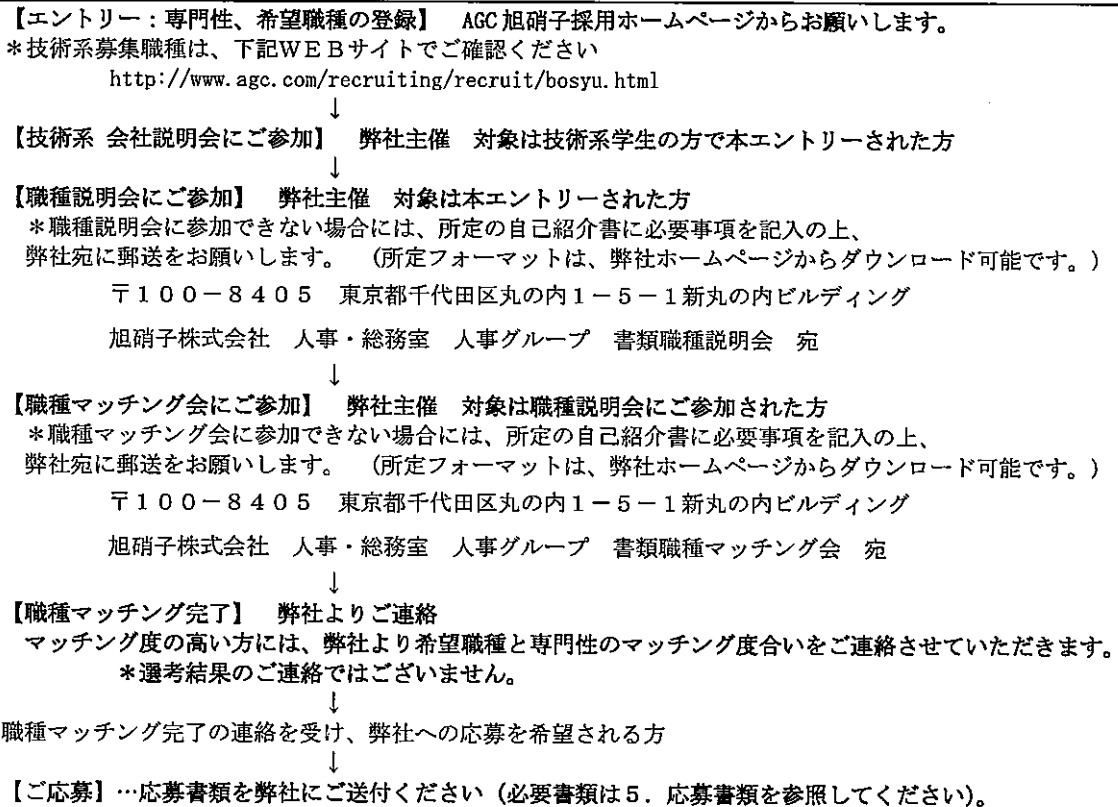 【エントリー：専門性、希望職種の登録】　AGC旭硝子採用ホームページからお願いします。
＊技術系募集職種は、下記ＷＥＢサイトでご確認ください
http://www.agc.com/recruiting/recruit/bosyu.html
↓
【技術系 会社説明会にご参加】　弊社主催　対象は技術系学生の方で本エントリーされた方
↓
【職種説明会にご参加】　弊社主催　対象は本エントリーされた方
＊職種説明会に参加できない場合には、所定の自己紹介書に必要事項を記入の上、
弊社宛に郵送をお願いします。　（所定フォーマットは、弊社ホームページからダウンロード可能です。）
〒１００－８４０５　東京都千代田区丸の内１－５－１新丸の内ビルディング
旭硝子株式会社　人事・総務室　人事グループ　書類職種説明会　宛
↓
【職種マッチング会にご参加】　弊社主催　対象は職種説明会にご参加された方
＊職種マッチング会に参加できない場合には、所定の自己紹介書に必要事項を記入の上、
弊社宛に郵送をお願いします。　（所定フォーマットは、弊社ホームページからダウンロード可能です。）
〒１００－８４０５　東京都千代田区丸の内１－５－１新丸の内ビルディング
旭硝子株式会社　人事・総務室　人事グループ　書類職種マッチング会　宛
↓
【職種マッチング完了】　弊社よりご連絡
マッチング度の高い方には、弊社より希望職種と専門性のマッチング度合いをご連絡させていただきます。
＊選考結果のご連絡ではございません。
↓
職種マッチング完了の連絡を受け、弊社への応募を希望される方
↓
【ご応募】…応募書類を弊社にご送付ください（必要書類は５．応募書類を参照してください）。